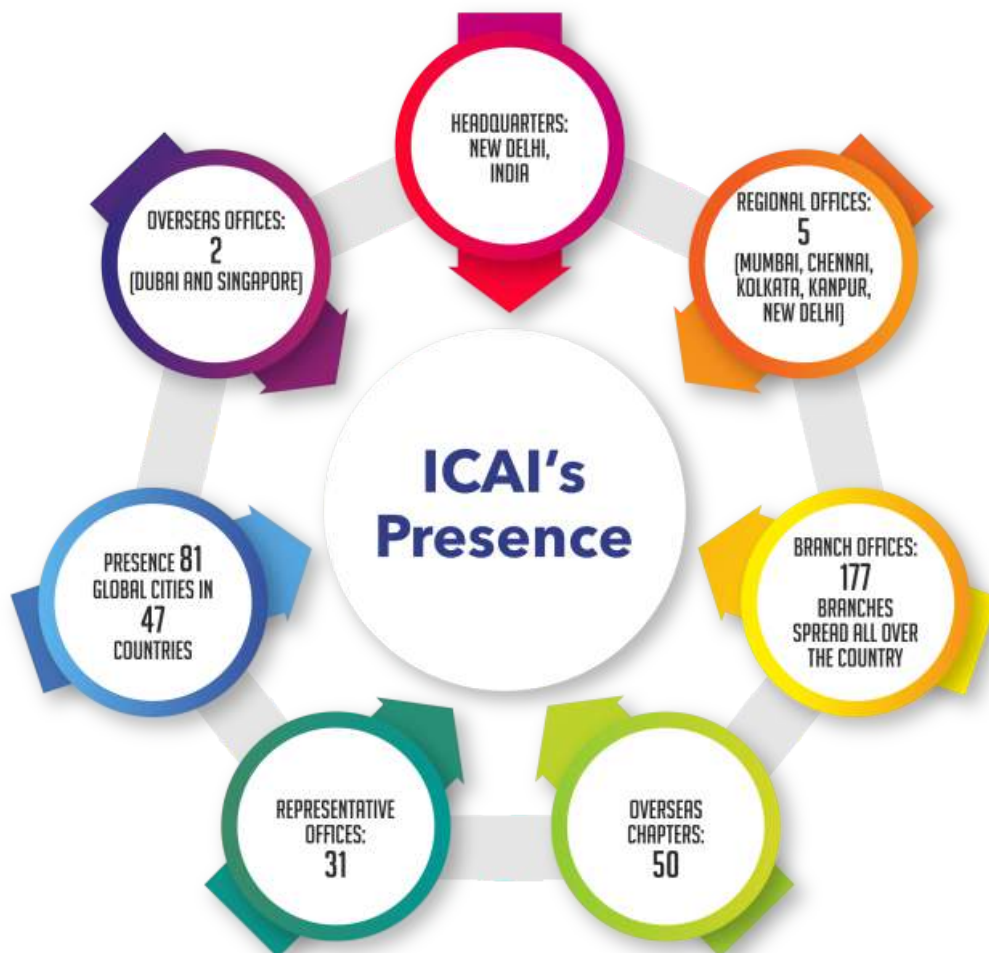 HEADQUARTERS:
NEW DELHI,
INDIA
REGIONAL OFFICES:
5
(MUMBAI, CHENNAI,
KOLKATA, KANPUR,
NEW DELHI)
BRANCH OFFICES:
177
BRANCHES
SPREAD ALL OVER
THE COUNTRY
OVERSEAS
CHAPTERS:
50
REPRESENTATIVE
OFFICES:
31
PRESENCE 81
GLOBAL CITIES IN
47
COUNTRIES
OVERSEAS OFFICES:
2
(DUBAI AND SINGAPORE)
ICAI's
Presence